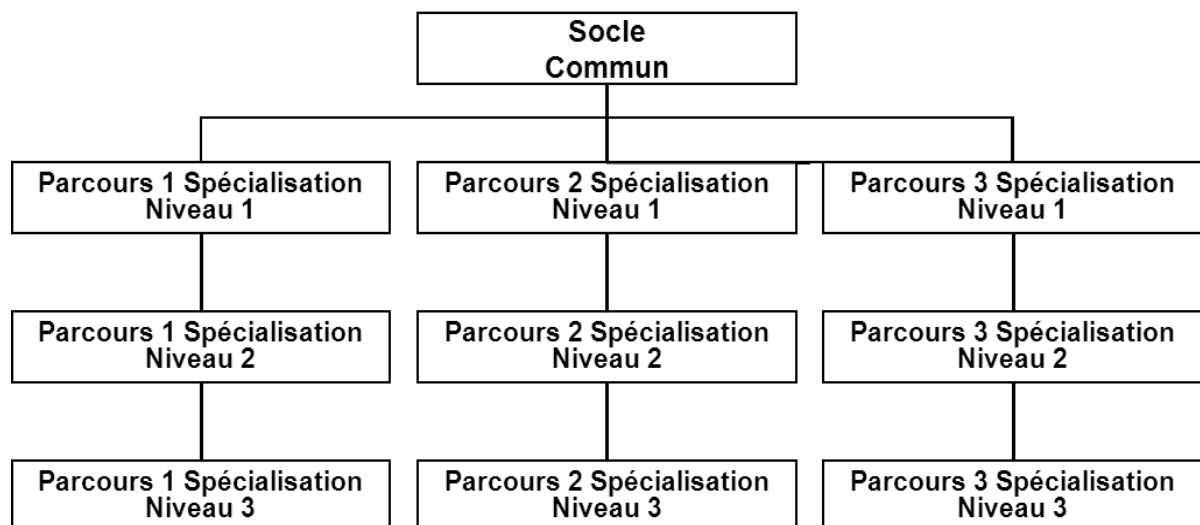 Socle
Commun
Parcours 1 Spécialisation
Niveau 1
Parcours 2 Spécialisation
Niveau 1
Parcours 3 Spécialisation
Niveau 1
Parcours 1 Spécialisation
Niveau 2
Parcours 2 Spécialisation
Niveau 2
Parcours 3 Spécialisation
Niveau 2
Parcours 1 Spécialisation
Niveau 3
Parcours 2 Spécialisation
Niveau 3
Parcours 3 Spécialisation
Niveau 3